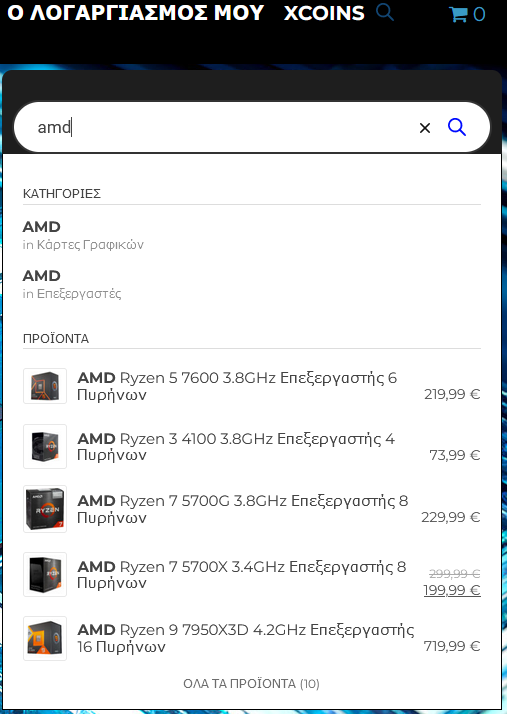 Ο ΛΟΓΑΡΓΙΑΣΜΟΣ ΜΟΥ XCOINS 0
amd
ΚΑΤΗΓΟΡΙΕΣ
AMD
in Κάρτες Γραφικών
AMD
in Επεξεργαστές
ΠΡΟΪΟΝΤΑ
AMD Ryzen 5 7600 3.8GHz Επεξεργαστής 6
Πυρήνων 219,99 €
AMD Ryzen 3 4100 3.8GHz Επεξεργαστής 4
Πυρήνων 73,99 €
AMD Ryzen 7 5700G 3.8GHz Επεξεργαστής 8
Πυρήνων 229,99 €
AMD Ryzen 7 5700X 3.4GHz Επεξεργαστής 8
299,99 €
Πυρήνων 199,99 €
AMD Ryzen 9 7950X3D 4.2GHz Επεξεργαστής
16 Πυρήνων 719,99 €
ΟΛΑ ΤΑ ΠΡΟΪΟΝΤΑ (10)